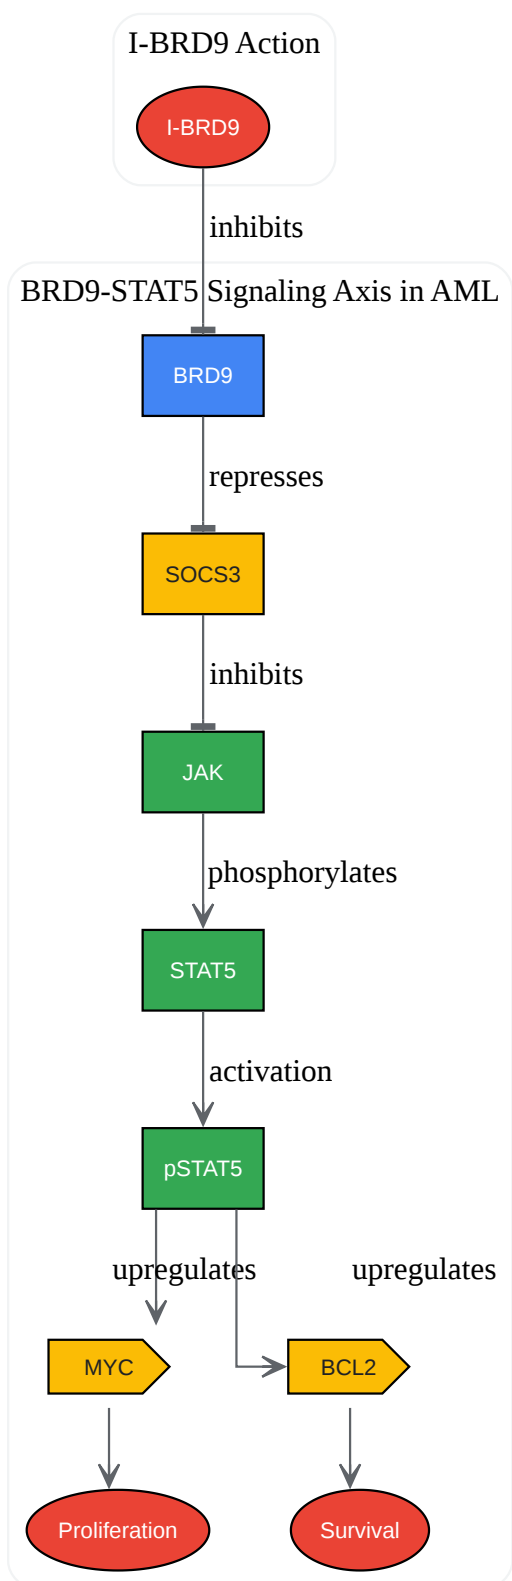 I-BRD9 Action
I-BRD9
inhibits
BRD9-STAT5 Signaling Axis in AML
BRD9
represses
SOCS3
inhibits
JAK
phosphorylates
STAT5
activation
pSTAT5
upregulates
upregulates
MYC
BCL2
Proliferation
Survival